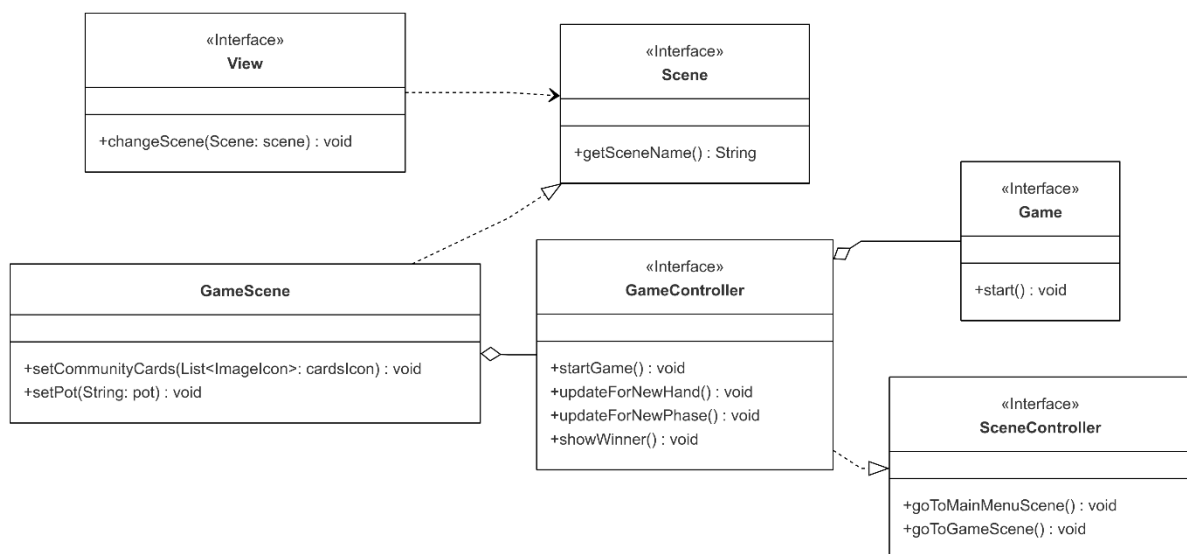 «Interface»
View
+changeScene(Scene: scene) : void
«Interface»
Scene
+getSceneName() : String
«Interface»
Game
+start() : void
GameScene
+setCommunityCards(List<ImageIcon>: cardsIcon) : void
+setPot(String: pot) : void
«Interface»
GameController
+startGame() : void
+updateForNewHand() : void
+updateForNewPhase() : void
+showWinner() : void
«Interface»
SceneController
+goToMainMenuScene() : void
+goToGameScene() : void